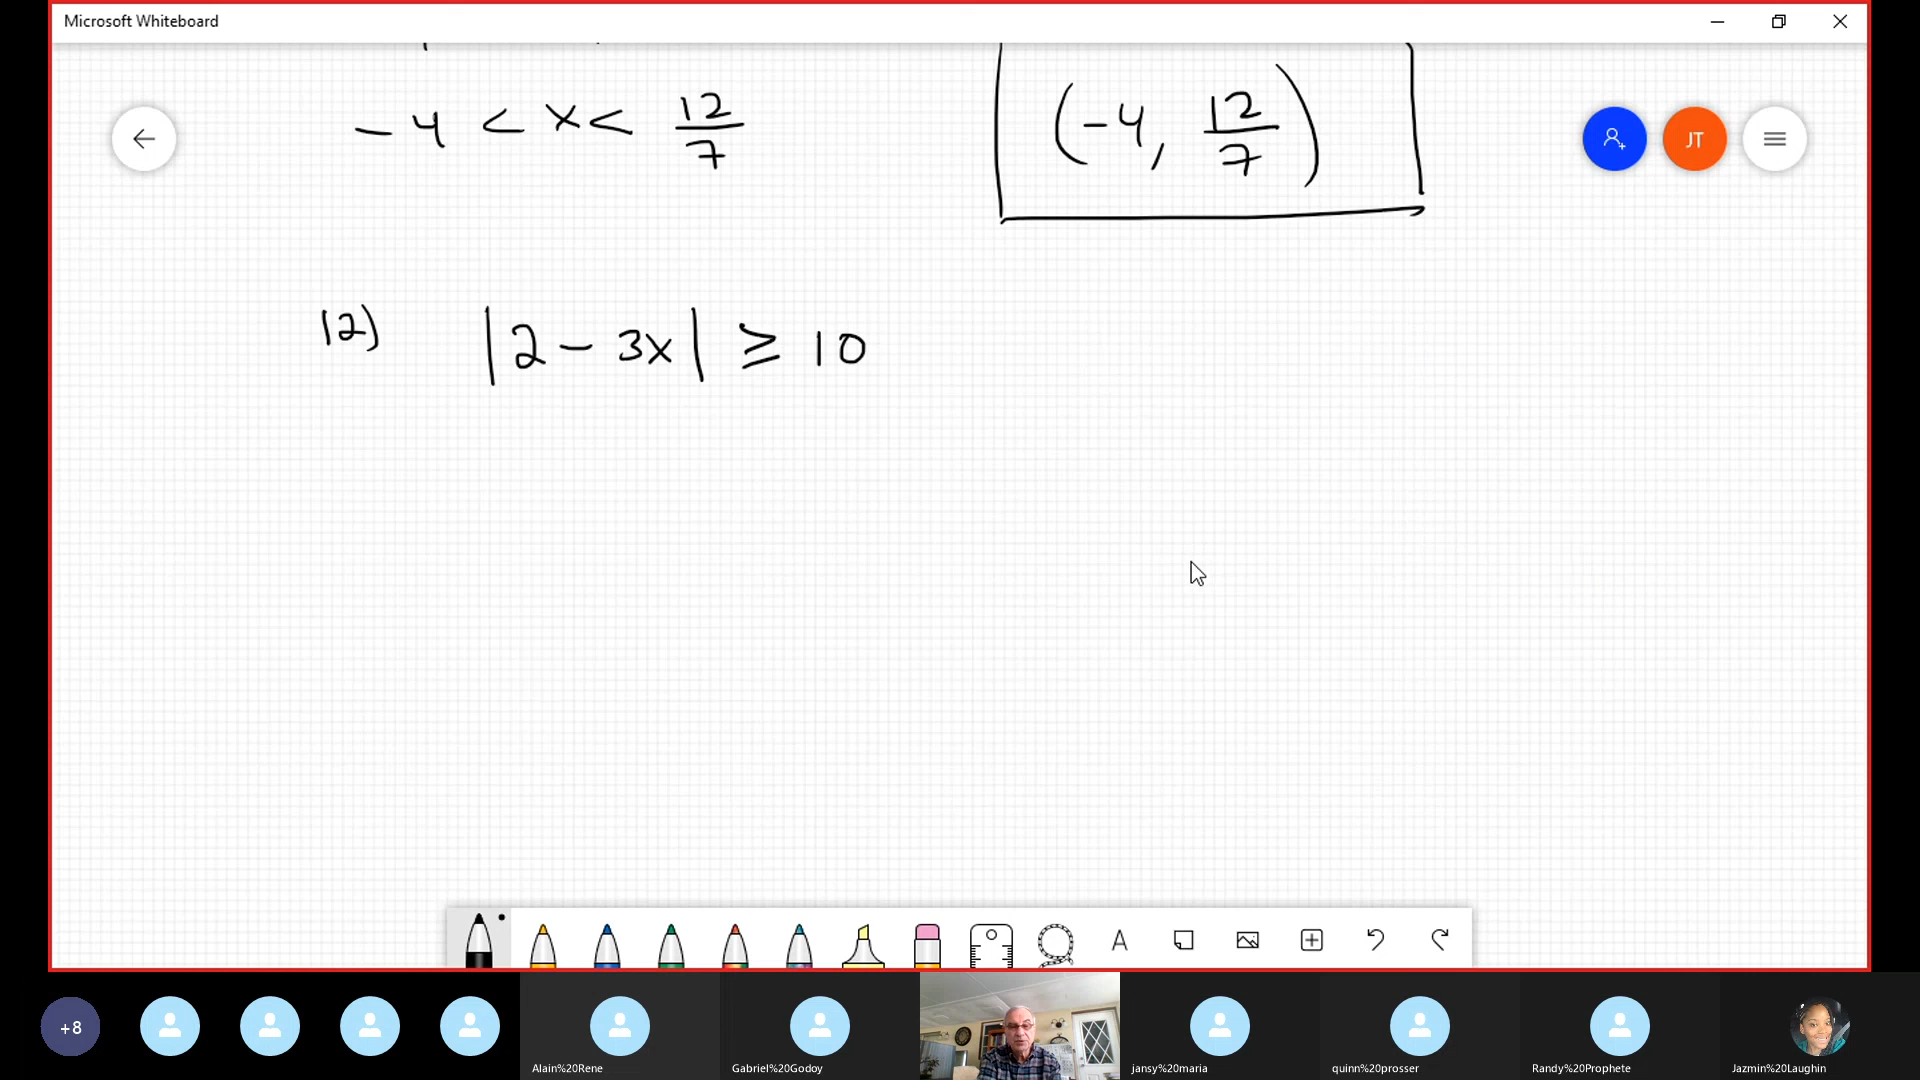 Microsoft Whiteboard
-4 < x < 12/7
(-4, 12/7)
JT
12) |2 - 3x| ≥ 10
A
+8
Alain%20Rene
Gabriel%20Godoy
jansy%20maria
quinn%20prosser
Randy%20Prophete
Jazmin%20Laughin